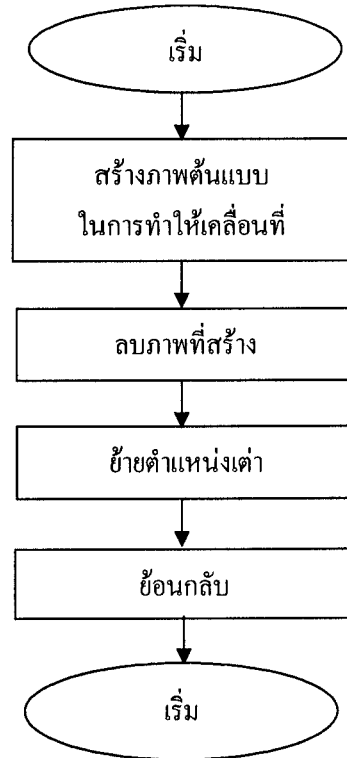 เริ่ม
สร้างภาพต้นแบบ
ในการทำให้เคลื่อนที่
ลบภาพที่สร้าง
ย้ายตำแหน่งเต่า
ย้อนกลับ
เริ่ม